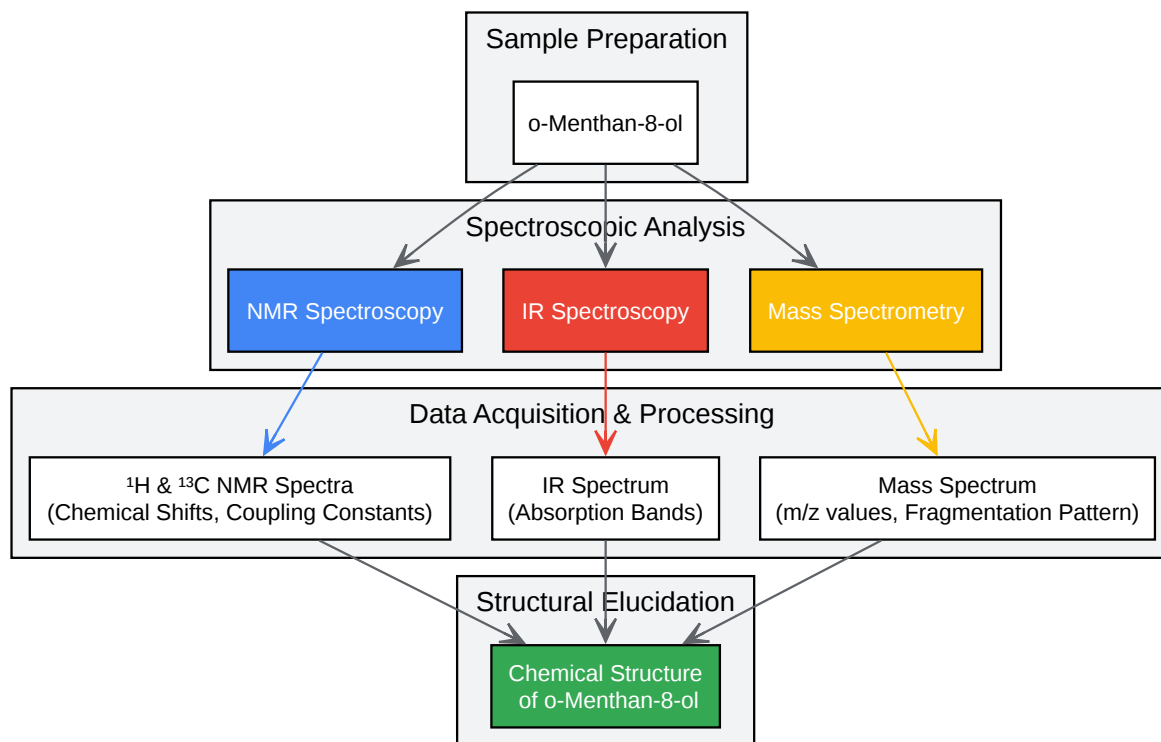 Sample Preparation
o-Menthan-8-ol
Spectroscopic Analysis
NMR Spectroscopy
IR Spectroscopy
Mass Spectrometry
Data Acquisition & Processing
¹H & ¹³C NMR Spectra
(Chemical Shifts, Coupling Constants)
IR Spectrum
(Absorption Bands)
Mass Spectrum
(m/z values, Fragmentation Pattern)
Structural Elucidation
Chemical Structure
of o-Menthan-8-ol